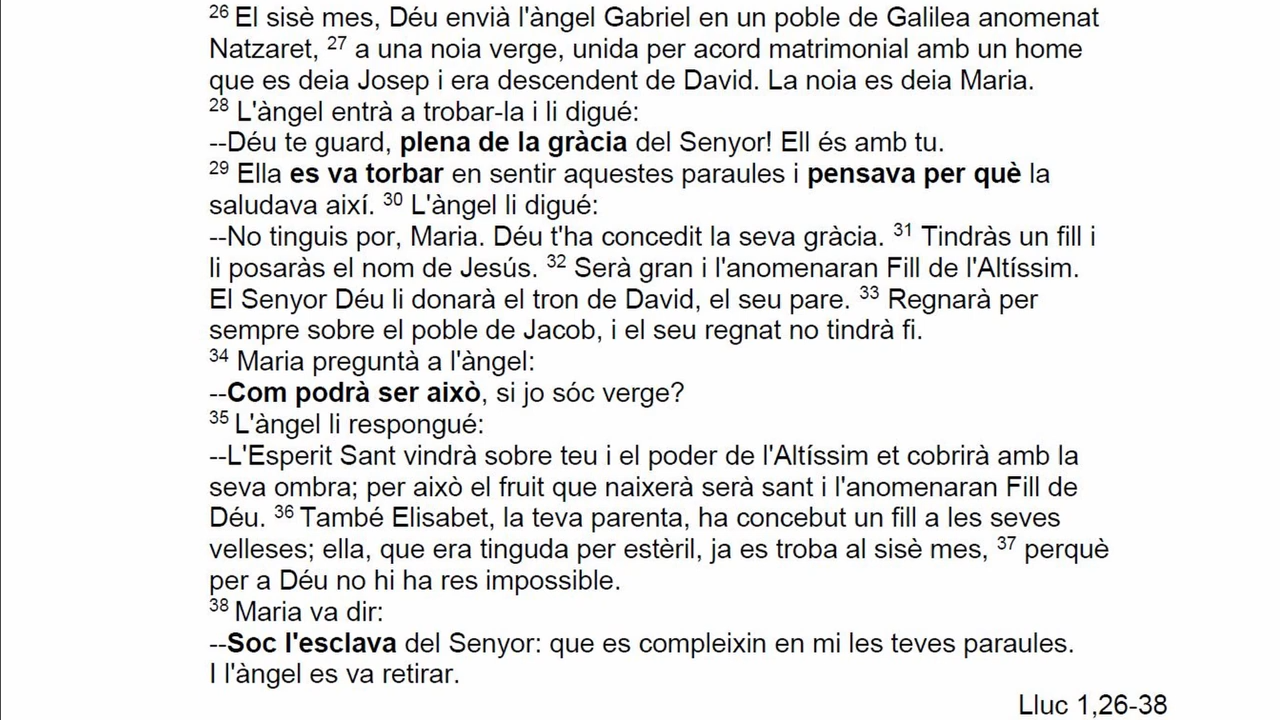 26 El sisè mes, Déu envià l'àngel Gabriel en un poble de Galilea anomenat
Natzaret, 27 a una noia verge, unida per acord matrimonial amb un home
que es deia Josep i era descendent de David. La noia es deia Maria.
28 L'àngel entrà a trobar-la i li digué:
--Déu te guard, plena de la gràcia del Senyor! Ell és amb tu.
29 Ella es va torbar en sentir aquestes paraules i pensava per què la
saludava així. 30 L'àngel li digué:
--No tinguis por, Maria. Déu t'ha concedit la seva gràcia. 31 Tindràs un fill i
li posaràs el nom de Jesús. 32 Serà gran i l'anomenaran Fill de l'Altíssim.
El Senyor Déu li donarà el tron de David, el seu pare. 33 Regnarà per
sempre sobre el poble de Jacob, i el seu regnat no tindrà fi.
34 Maria preguntà a l'àngel:
--Com podrà ser això, si jo sóc verge?
35 L'àngel li respongué:
--L'Esperit Sant vindrà sobre teu i el poder de l'Altíssim et cobrirà amb la
seva ombra; per això el fruit que naixerà serà sant i l'anomenaran Fill de
Déu. 36 També Elisabet, la teva parenta, ha concebut un fill a les seves
velleses; ella, que era tinguda per estèril, ja es troba al sisè mes, 37 perquè
per a Déu no hi ha res impossible.
38 Maria va dir:
--Soc l'esclava del Senyor: que es compleixin en mi les teves paraules.
I l'àngel es va retirar.
Lluc 1,26-38